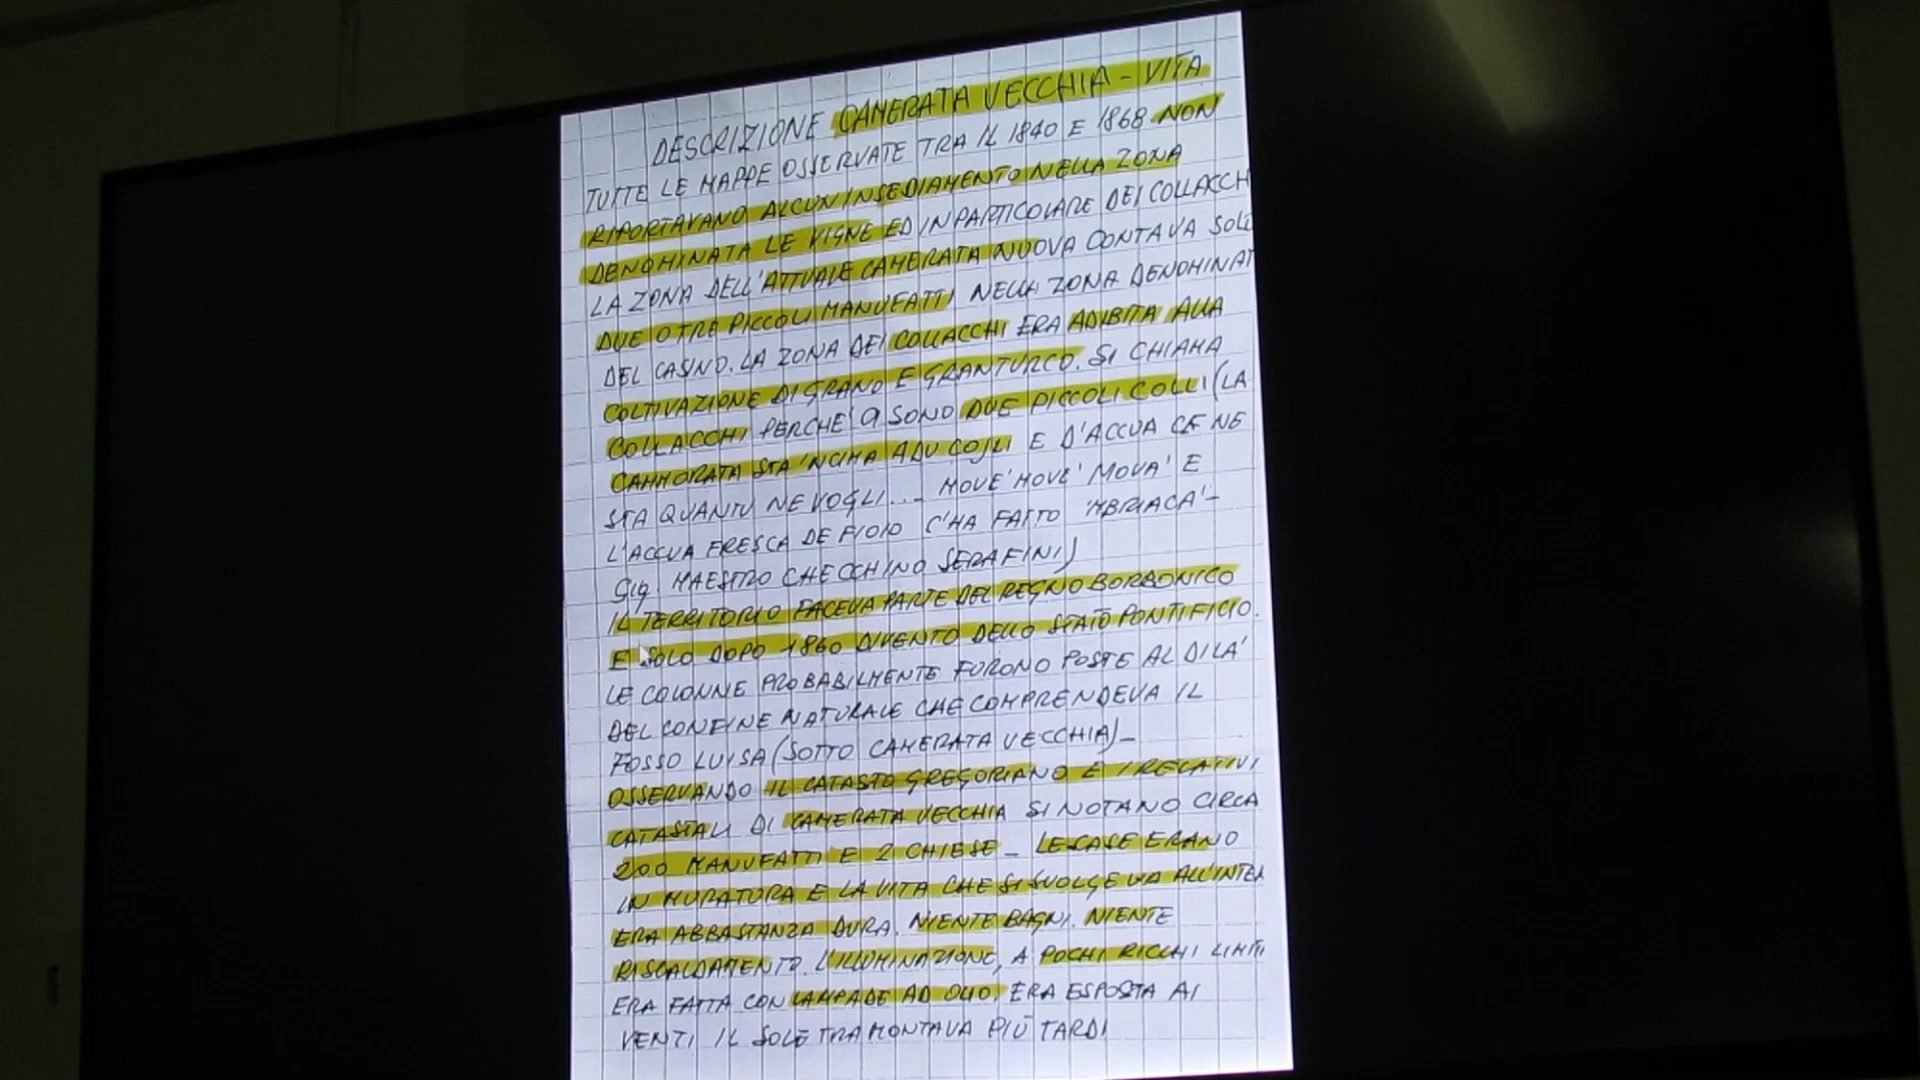 DESCRIZIONE CAMERATA VECCHIA - VITA
TUTTE LE MAPPE OSSERVATE TRA IL 1840 E 1868 NON
RIPORTAVANO ALCUN INSEDIAMENTO NELLA ZONA
DENOMINATA LE VIGNE ED IN PARTICOLARE DEI COLLACCH
LA ZONA DELL'ATTUALE CAMERATA NUOVA CONTAVA SOLO
DUE O TRE PICCOLI MANUFATTI NELLA ZONA DENOMINAT
DEL CASINO. LA ZONA DEI COLLACCHI ERA ADIBITA ALLA
COLTIVAZIONE DI GRANO E GRANTURCO. SI CHIAMA
COLLACCHI PERCHE' CI SONO DUE PICCOLI COLLI (LA
CAMMORATA STA 'NCIMA A DU COJLI E D'ACCUA CE NE
STA QUANTU NE VOGLI... MOVE' MOVE' MOVA' E
L'ACCUA FRESCA DE FIOIO C'HA FATTO 'MBRIACA' -
Gig. MAESTRO CHECCHINO SERAFINI)
IL TERRITORIO FACEVA PARTE DEL REGNO BORBONICO
E SOLO DOPO 1860 DIVENTO DELLO STATO PONTIFICIO.
LE COLONNE PROBABILMENTE FURONO POSTE AL DI LA'
DEL CONFINE NATURALE CHE COMPRENDEVA IL
FOSSO LUISA (SOTTO CAMERATA VECCHIA) -
OSSERVANDO IL CATASTO GREGORIANO E I RELATIVI
CATASTALI DI CAMERATA VECCHIA SI NOTANO CIRCA
200 MANUFATTI E 2 CHIESE - LE CASE ERANO
IN MURATURA E LA VITA CHE SI SVOLGEVA ALL'INTER
ERA ABBASTANZA DURA. NIENTE BAGNI. NIENTE
RISCALDAMENTO. L'ILLUMINAZIONE, A POCHI RICCHI LIMITI
ERA FATTA CON LAMPADE AD OLIO. ERA ESPOSTA AI
VENTI IL SOLE TRAMONTAVA PIÙ TARDI